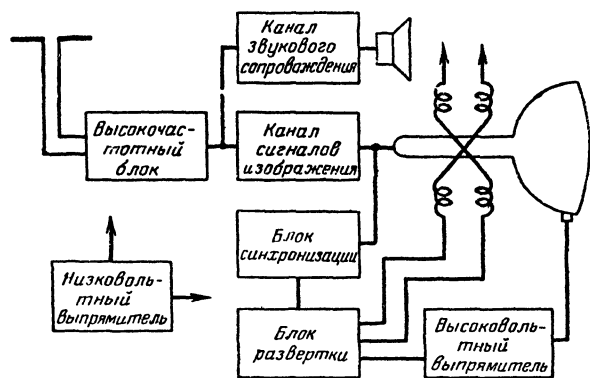 Канал
звукового
сопровождения
Высокочас-
тотный
блок
Канал
сигналов
изображения
Блок
синхронизации
Низковоль-
тный
выпрямитель
Блок
развертки
Высоковоль-
тный
выпрямитель